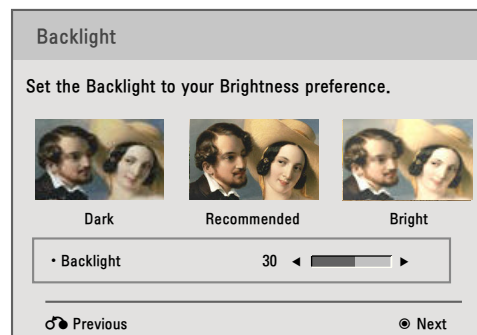 Backlight
Set the Backlight to your Brightness preference.
Dark Recommended Bright
• Backlight 30 ◄ ►
Previous ◉ Next